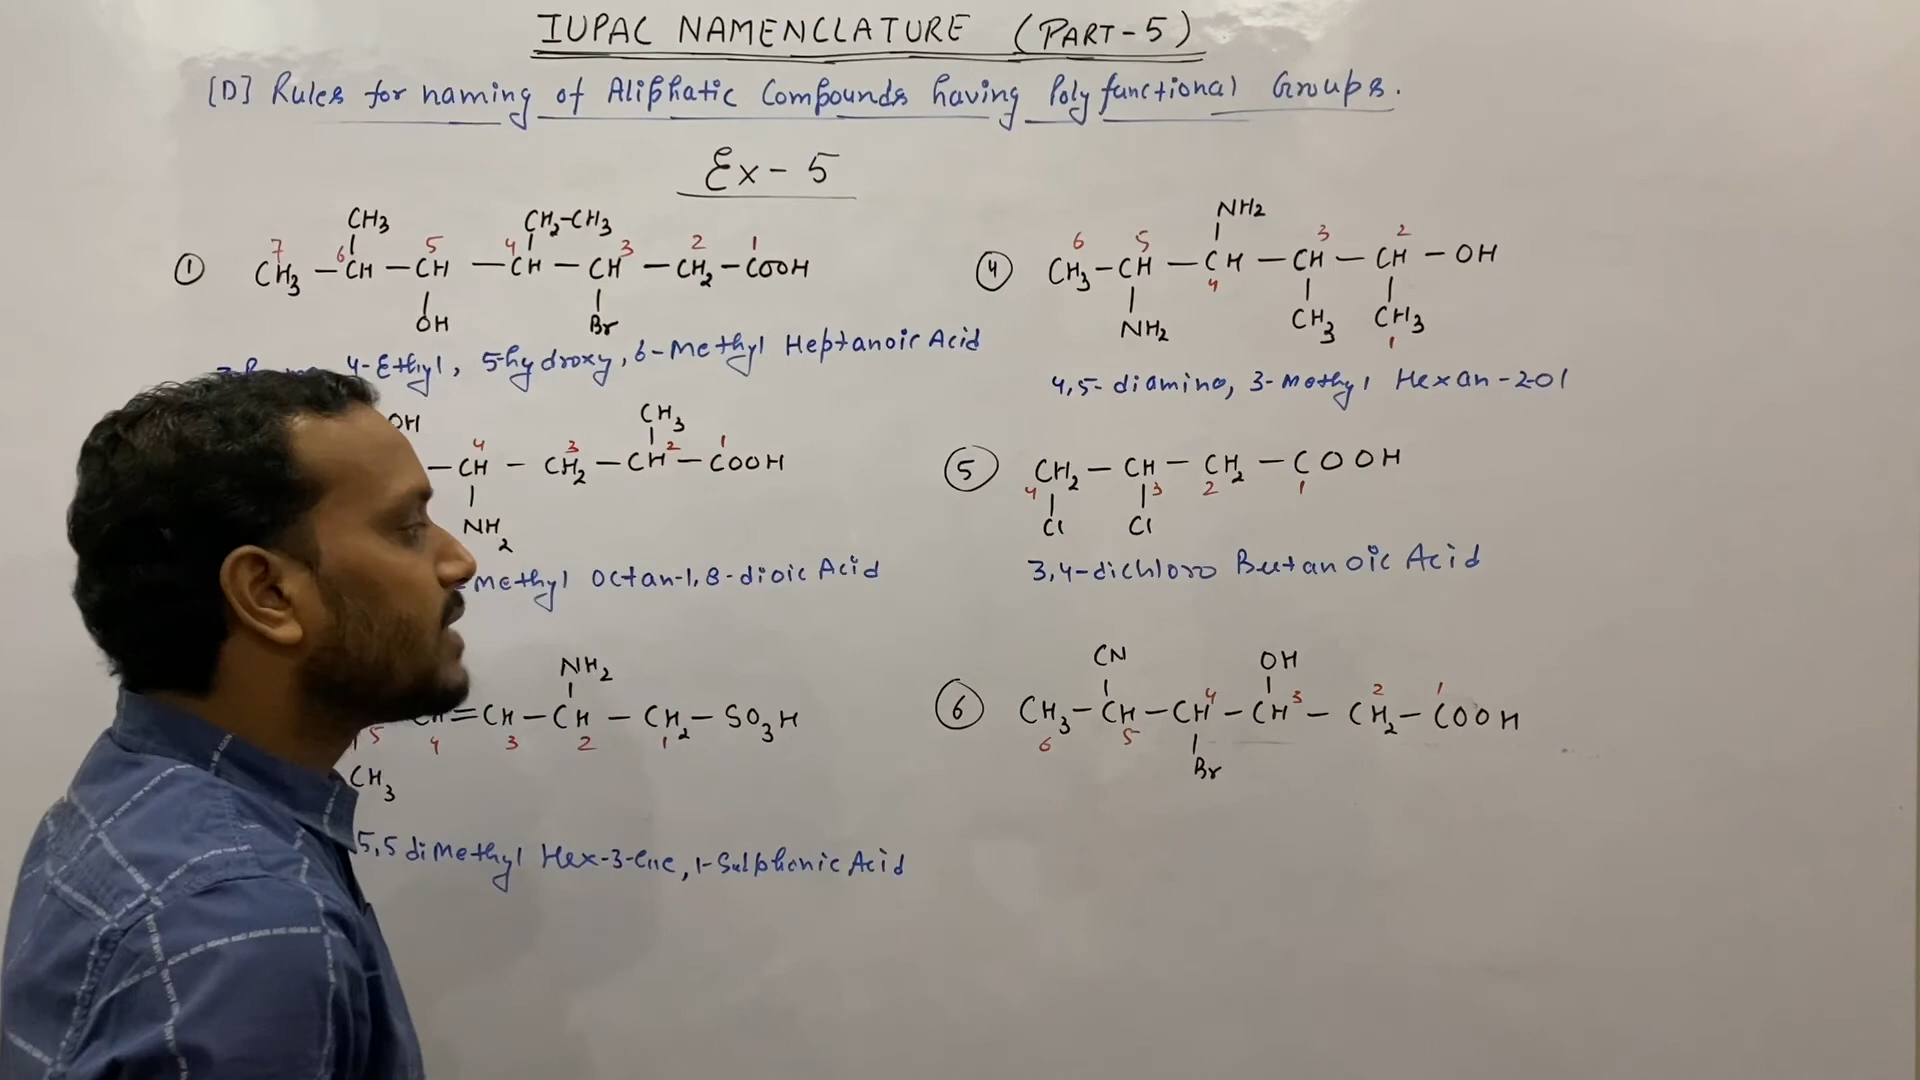 IUPAC NAMENCLATURE (PART-5)
[D] Rules for naming of Aliphatic Compounds having Poly functional Groups.
Ex-5
CH3 CH2-CH3
7 6 5 4 3 2 1
① CH3 - CH - CH - CH - CH - CH2 - COOH
OH Br
4-Ethyl, 5-hydroxy, 6-Methyl Heptanoic Acid
OH CH3
4 3 2 1
- CH - CH2 - CH - COOH
NH2
methyl Octan-1,8-dioic Acid
NH2
CH=CH - CH - CH2 - SO3H
5 4 3 2 1
CH3
5,5 dimethyl Hex-3-ene, 1-Sulphonic Acid
NH2
6 5 3 2
④ CH3 - CH - CH - CH - CH - OH
4
NH2 CH3 CH3
1
4,5-diamino, 3-methyl Hexan-2-ol
⑤ CH2 - CH - CH2 - COOH
4 3 2 1
Cl Cl
3,4-dichloro Butanoic Acid
CN OH
4 3 2 1
⑥ CH3 - CH - CH - CH - CH2 - COOH
6 5
Br